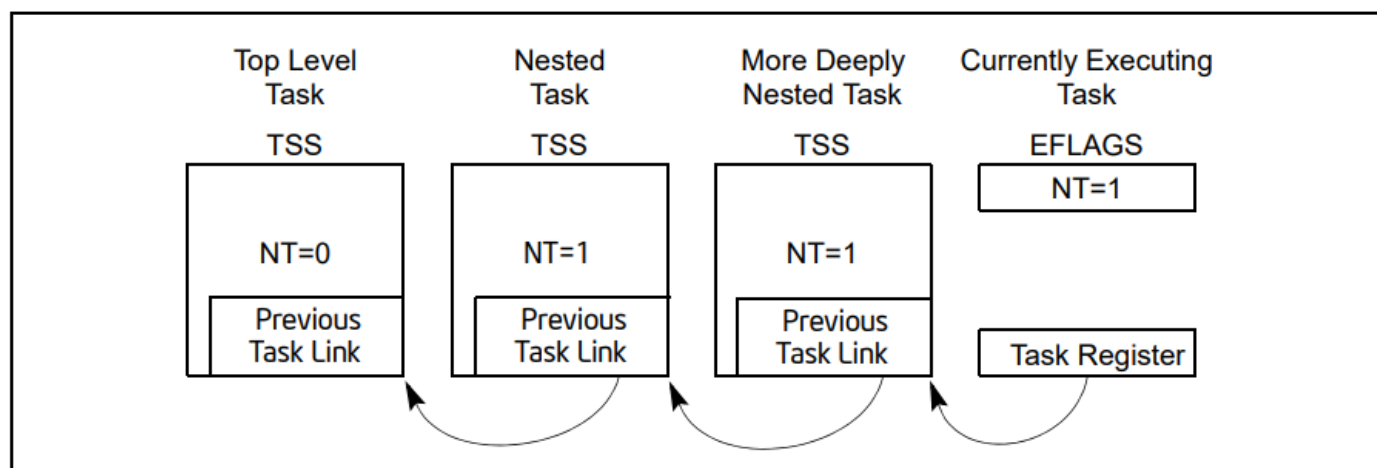 Top Level
Task
TSS
NT=0
Previous
Task Link
Nested
Task
TSS
NT=1
Previous
Task Link
More Deeply
Nested Task
TSS
NT=1
Previous
Task Link
Currently Executing
Task
EFLAGS
NT=1
Task Register